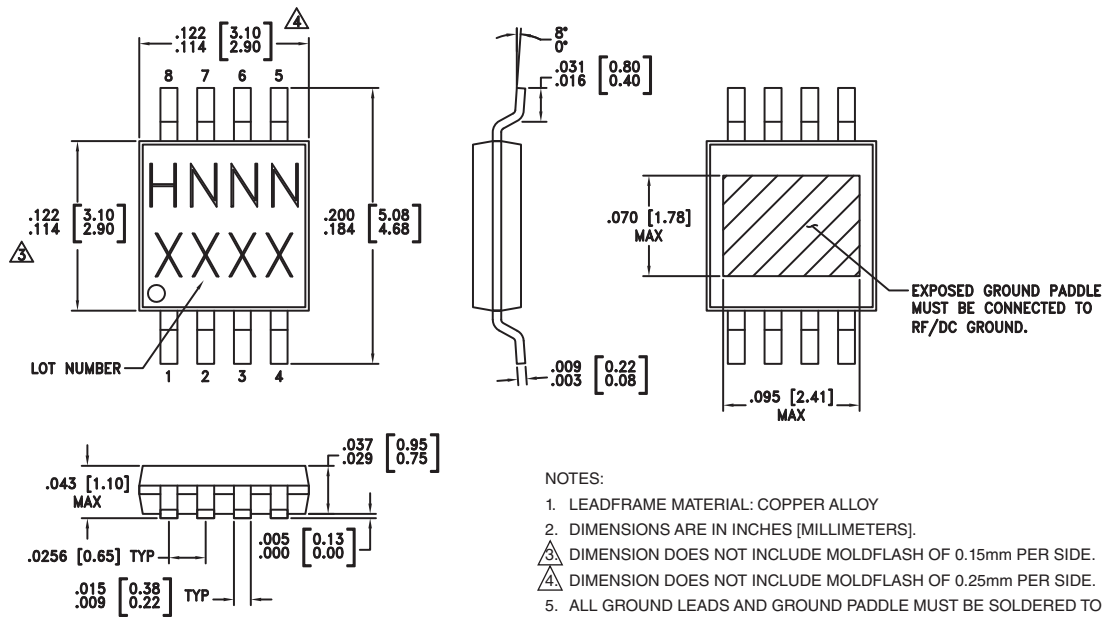 .122 [3.10]
.114 [2.90]
4
8 7 6 5
HNNN
XXXX
.122 [3.10]
.114 [2.90]
3
.200 [5.08]
.184 [4.68]
LOT NUMBER
1 2 3 4
8°
0°
.031 [0.80]
.016 [0.40]
.009 [0.22]
.003 [0.08]
.070 [1.78]
MAX
EXPOSED GROUND PADDLE
MUST BE CONNECTED TO
RF/DC GROUND.
.095 [2.41]
MAX
.043 [1.10]
MAX
.037 [0.95]
.029 [0.75]
.0256 [0.65] TYP
.005 [0.13]
.000 [0.00]
.015 [0.38]
.009 [0.22] TYP
NOTES:
1. LEADFRAME MATERIAL: COPPER ALLOY
2. DIMENSIONS ARE IN INCHES [MILLIMETERS].
3. DIMENSION DOES NOT INCLUDE MOLDFLASH OF 0.15mm PER SIDE.
4. DIMENSION DOES NOT INCLUDE MOLDFLASH OF 0.25mm PER SIDE.
5. ALL GROUND LEADS AND GROUND PADDLE MUST BE SOLDERED TO